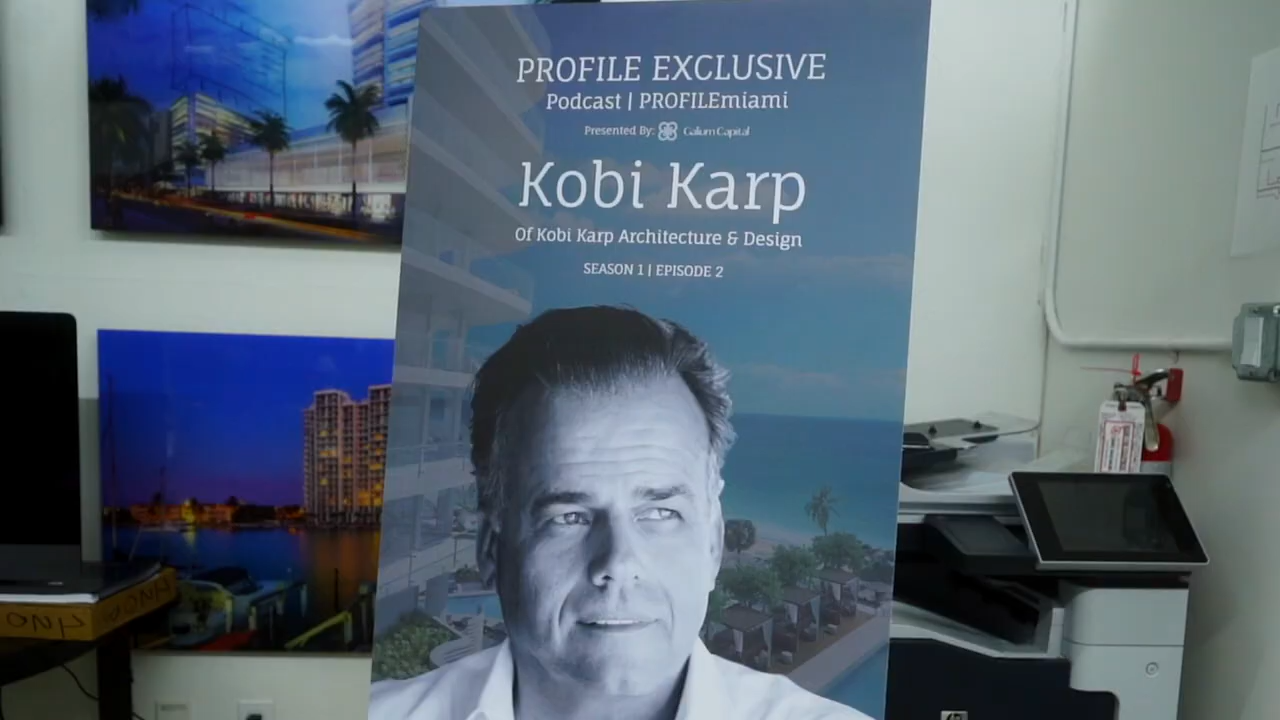 PROFILE EXCLUSIVE
Podcast | PROFILEmiami
Presented By: Galium Capital
Kobi Karp
Of Kobi Karp Architecture & Design
SEASON 1 | EPISODE 2
hp